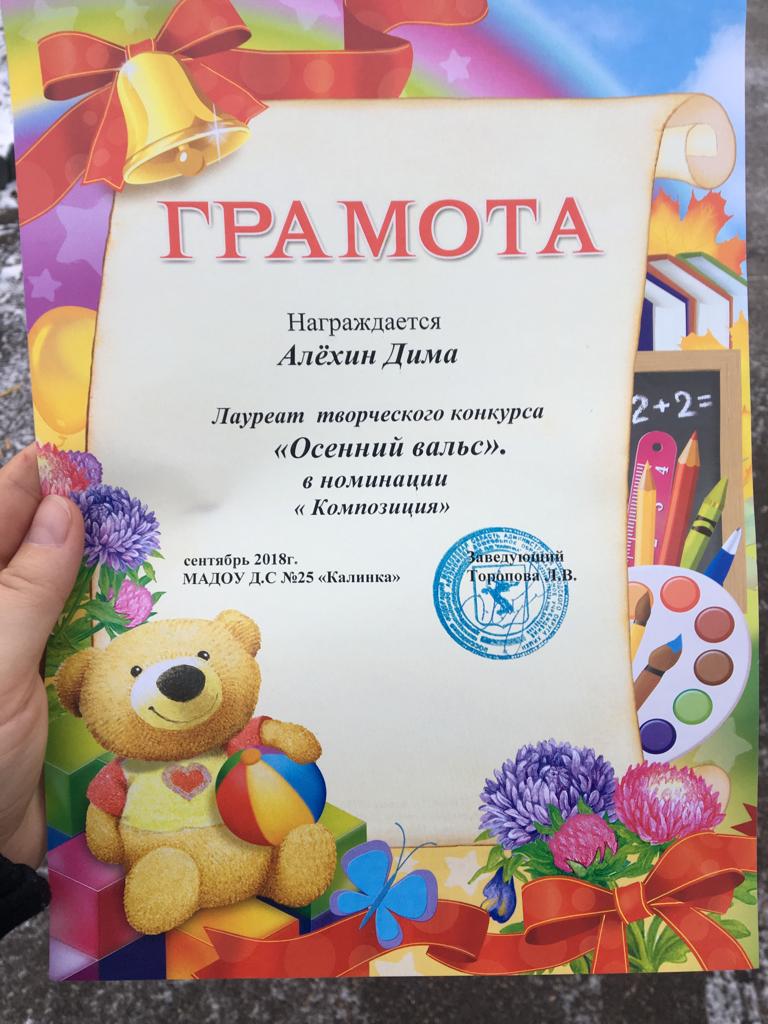 ГРАМОТА
Награждается
Алёхин Дима
2+2=
Лауреат творческого конкурса
«Осенний вальс».
в номинации
« Композиция»
сентябрь 2018г.
МАДОУ Д.С №25 «Калинка»
Заведующий
Торопова Л.В.